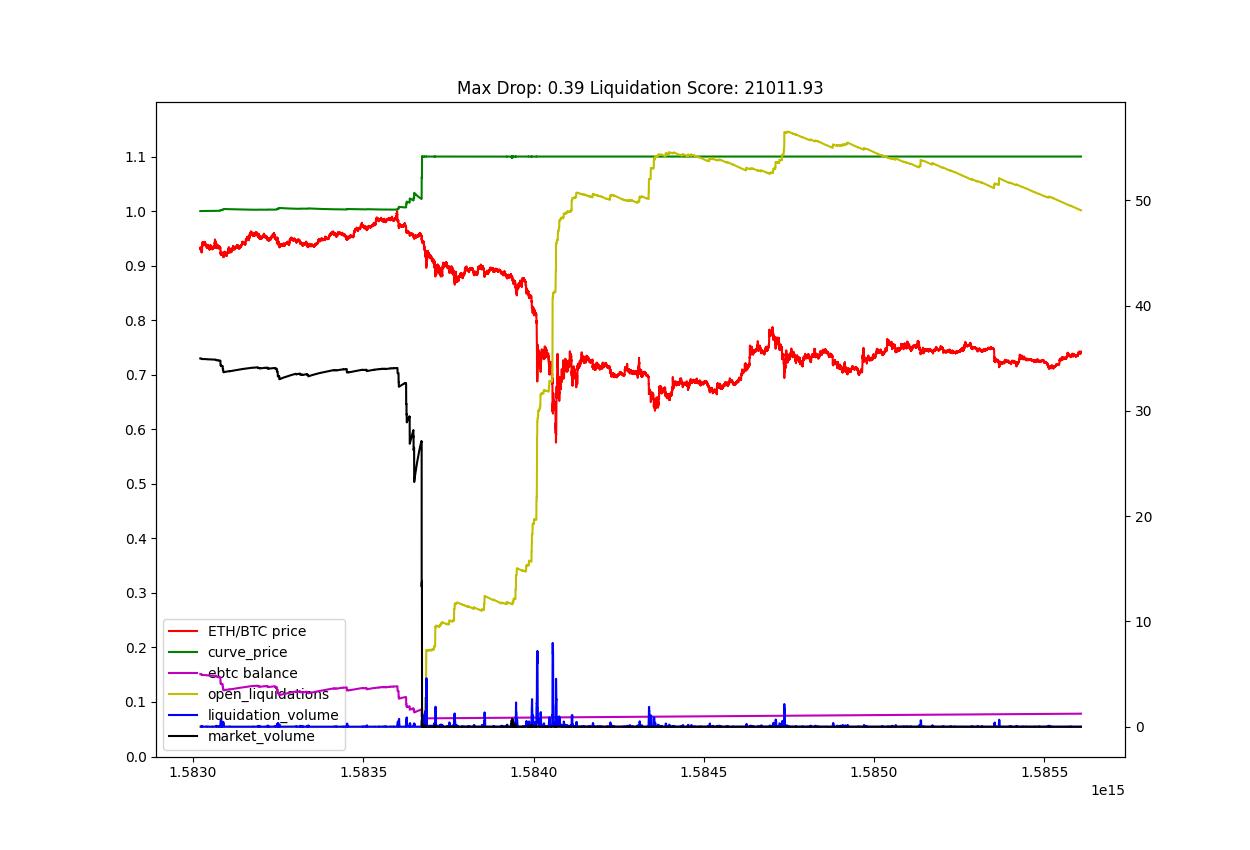 Max Drop: 0.39 Liquidation Score: 21011.93
1.1
1.0
0.9
0.8
0.7
0.6
0.5
0.4
0.3
0.2
0.1
0.0
50
40
30
20
10
0
ETH/BTC price
curve_price
ebtc balance
open_liquidations
liquidation_volume
market_volume
1.5830 1.5835 1.5840 1.5845 1.5850 1.5855
1e15